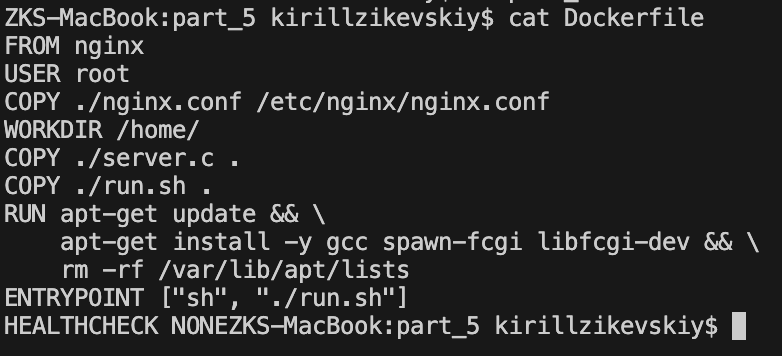 ZKS-MacBook:part_5 kirillzikevskiy$ cat Dockerfile
FROM nginx
USER root
COPY ./nginx.conf /etc/nginx/nginx.conf
WORKDIR /home/
COPY ./server.c .
COPY ./run.sh .
RUN apt-get update && \
    apt-get install -y gcc spawn-fcgi libfcgi-dev && \
    rm -rf /var/lib/apt/lists
ENTRYPOINT ["sh", "./run.sh"]
HEALTHCHECK NONEZKS-MacBook:part_5 kirillzikevskiy$